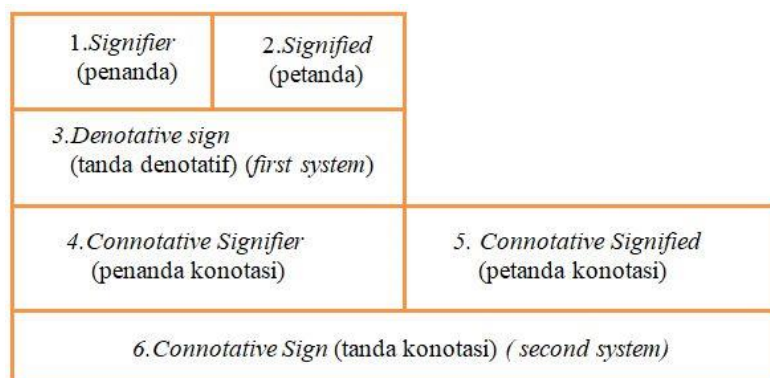 1.Signifier
(penanda)
2.Signified
(petanda)
3.Denotative sign
(tanda denotatif) (first system)
4.Connotative Signifier
(penanda konotasi)
5. Connotative Signified
(petanda konotasi)
6.Connotative Sign (tanda konotasi) ( second system)